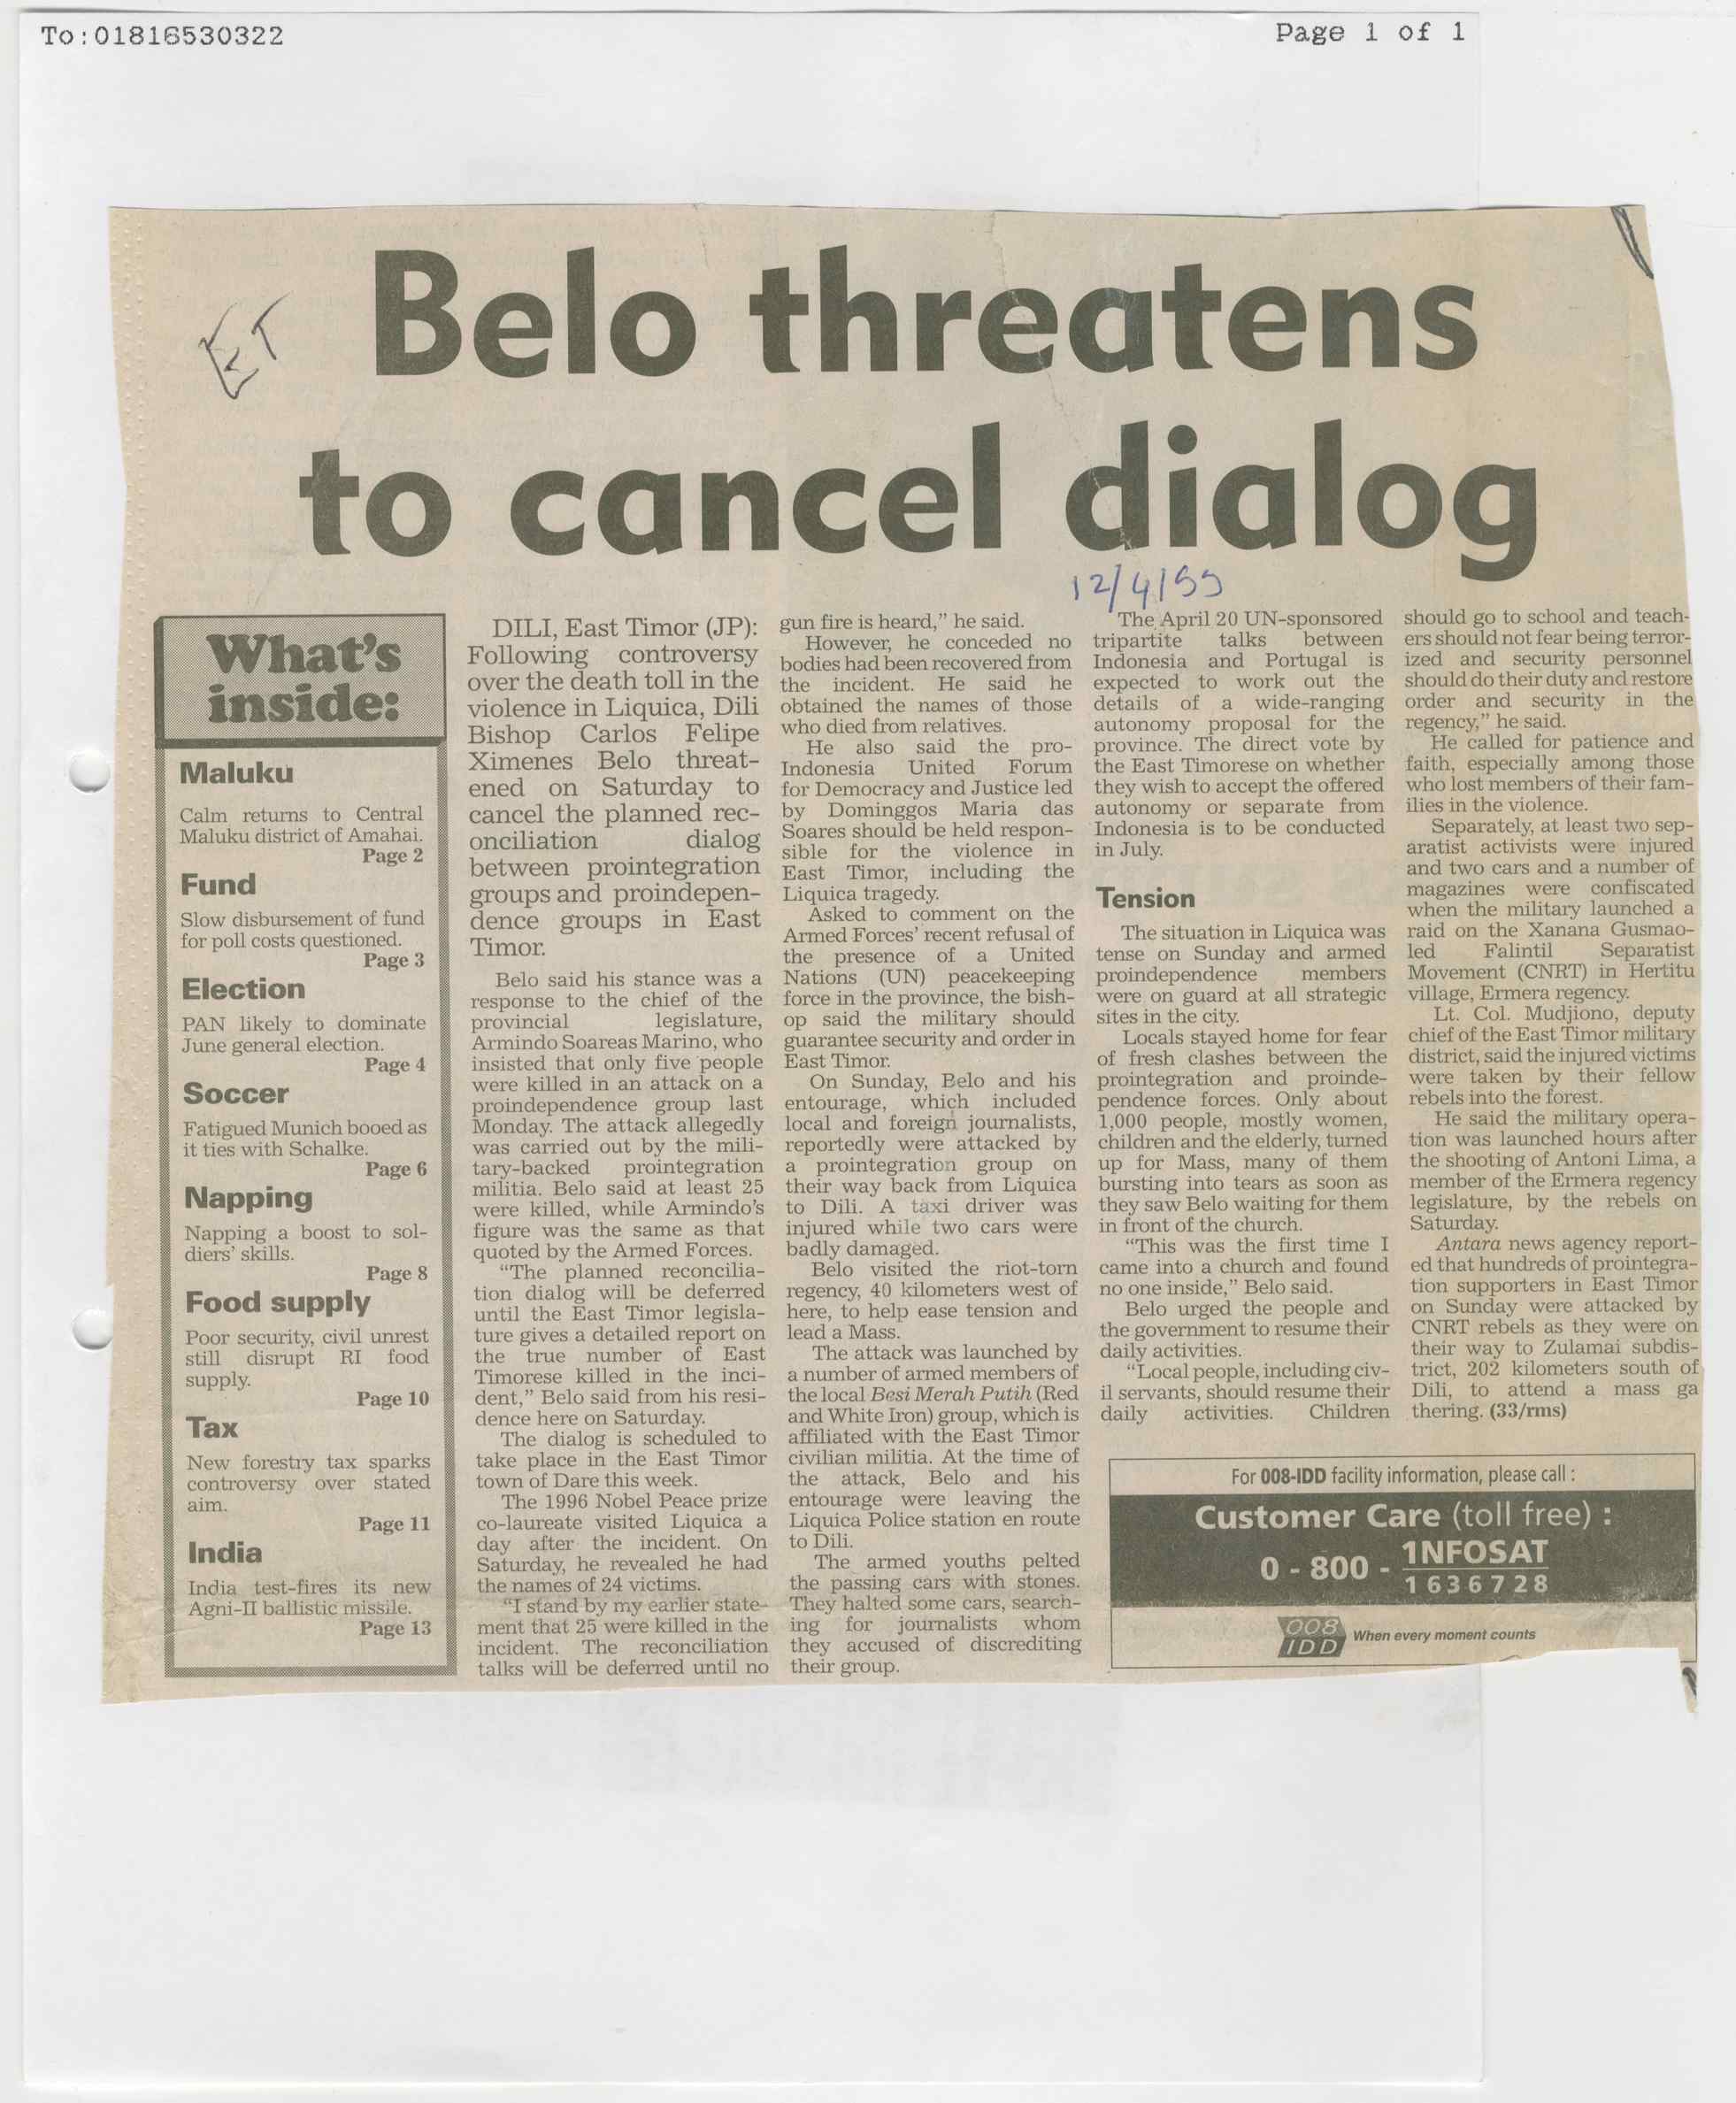 To:01816530322
Page 1 of 1
ET
Belo threatens
to cancel dialog
12/4/99
What's
inside:
Maluku
Calm returns to Central
Maluku district of Amahai.
Page 2
Fund
Slow disbursement of fund
for poll costs questioned.
Page 3
Election
PAN likely to dominate
June general election.
Page 4
Soccer
Fatigued Munich booed as
it ties with Schalke.
Page 6
Napping
Napping a boost to sol-
diers' skills.
Page 8
Food supply
Poor security, civil unrest
still disrupt RI food
supply.
Page 10
Tax
New forestry tax sparks
controversy over stated
aim.
Page 11
India
India test-fires its new
Agni-II ballistic missile.
Page 13
DILI, East Timor (JP):
Following controversy
over the death toll in the
violence in Liquica, Dili
Bishop Carlos Felipe
Ximenes Belo threat-
ened on Saturday to
cancel the planned rec-
onciliation dialog
between prointegration
groups and proindepen-
dence groups in East
Timor.
Belo said his stance was a
response to the chief of the
provincial legislature,
Armindo Soareas Marino, who
insisted that only five people
were killed in an attack on a
proindependence group last
Monday. The attack allegedly
was carried out by the mili-
tary-backed prointegration
militia. Belo said at least 25
were killed, while Armindo's
figure was the same as that
quoted by the Armed Forces.
"The planned reconcilia-
tion dialog will be deferred
until the East Timor legisla-
ture gives a detailed report on
the true number of East
Timorese killed in the inci-
dent," Belo said from his resi-
dence here on Saturday.
The dialog is scheduled to
take place in the East Timor
town of Dare this week.
The 1996 Nobel Peace prize
co-laureate visited Liquica a
day after the incident. On
Saturday, he revealed he had
the names of 24 victims.
"I stand by my earlier state-
ment that 25 were killed in the
incident. The reconciliation
talks will be deferred until no
gun fire is heard," he said.
However, he conceded no
bodies had been recovered from
the incident. He said he
obtained the names of those
who died from relatives.
He also said the pro-
Indonesia United Forum
for Democracy and Justice led
by Dominggos Maria das
Soares should be held respon-
sible for the violence in
East Timor, including the
Liquica tragedy.
Asked to comment on the
Armed Forces' recent refusal of
the presence of a United
Nations (UN) peacekeeping
force in the province, the bish-
op said the military should
guarantee security and order in
East Timor.
On Sunday, Belo and his
entourage, which included
local and foreign journalists,
reportedly were attacked by
a prointegration group on
their way back from Liquica
to Dili. A taxi driver was
injured while two cars were
badly damaged.
Belo visited the riot-torn
regency, 40 kilometers west of
here, to help ease tension and
lead a Mass.
The attack was launched by
a number of armed members of
the local Besi Merah Putih (Red
and White Iron) group, which is
affiliated with the East Timor
civilian militia. At the time of
the attack, Belo and his
entourage were leaving the
Liquica Police station en route
to Dili.
The armed youths pelted
the passing cars with stones.
They halted some cars, search-
ing for journalists whom
they accused of discrediting
their group.
The April 20 UN-sponsored
tripartite talks between
Indonesia and Portugal is
expected to work out the
details of a wide-ranging
autonomy proposal for the
province. The direct vote by
the East Timorese on whether
they wish to accept the offered
autonomy or separate from
Indonesia is to be conducted
in July.
Tension
The situation in Liquica was
tense on Sunday and armed
proindependence members
were on guard at all strategic
sites in the city.
Locals stayed home for fear
of fresh clashes between the
prointegration and proinde-
pendence forces. Only about
1,000 people, mostly women,
children and the elderly, turned
up for Mass, many of them
bursting into tears as soon as
they saw Belo waiting for them
in front of the church.
"This was the first time I
came into a church and found
no one inside," Belo said.
Belo urged the people and
the government to resume their
daily activities.
"Local people, including civ-
il servants, should resume their
daily activities. Children
should go to school and teach-
ers should not fear being terror-
ized and security personnel
should do their duty and restore
order and security in the
regency," he said.
He called for patience and
faith, especially among those
who lost members of their fam-
ilies in the violence.
Separately, at least two sep-
aratist activists were injured
and two cars and a number of
magazines were confiscated
when the military launched a
raid on the Xanana Gusmao-
led Falintil Separatist
Movement (CNRT) in Hertitu
village, Ermera regency.
Lt. Col. Mudjiono, deputy
chief of the East Timor military
district, said the injured victims
were taken by their fellow
rebels into the forest.
He said the military opera-
tion was launched hours after
the shooting of Antoni Lima, a
member of the Ermera regency
legislature, by the rebels on
Saturday.
Antara news agency report-
ed that hundreds of prointegra-
tion supporters in East Timor
on Sunday were attacked by
CNRT rebels as they were on
their way to Zulamai subdis-
trict, 202 kilometers south of
Dili, to attend a mass ga
thering. (33/rms)
For 008-IDD facility information, please call :
Customer Care (toll free) :
0 - 800 - 1NFOSAT
1636728
008
IDD
When every moment counts